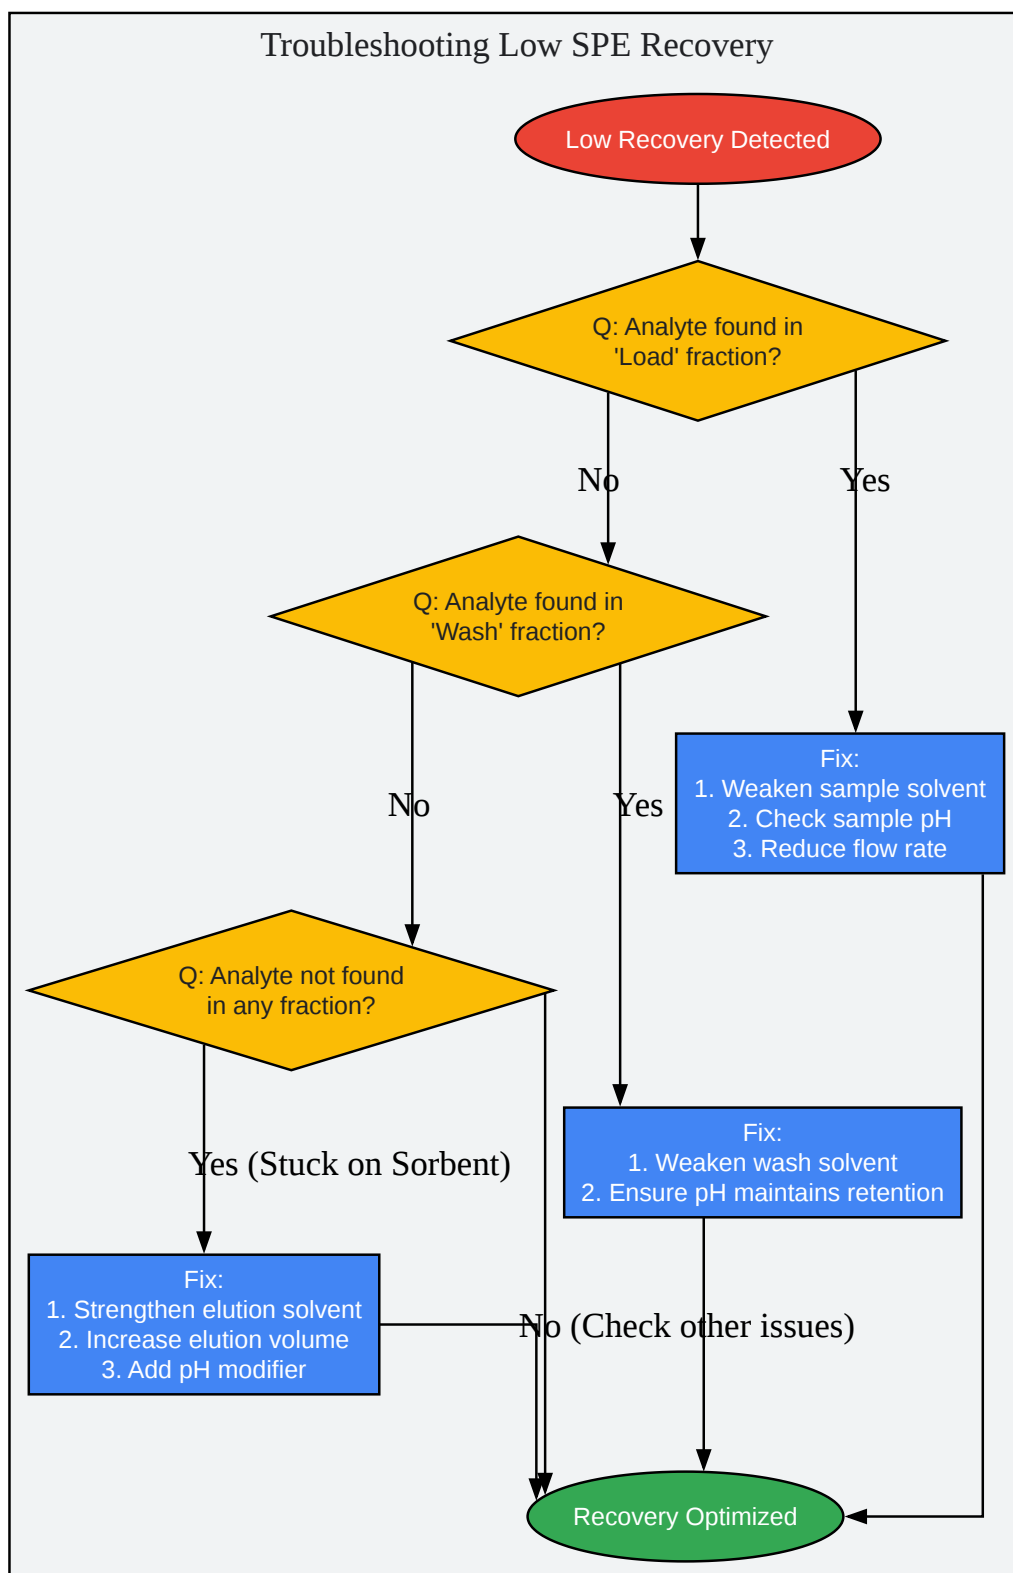 Troubleshooting Low SPE Recovery
Low Recovery Detected
Q: Analyte found in
'Load' fraction?
No
Yes
Q: Analyte found in
'Wash' fraction?
Fix:
1. Weaken sample solvent
2. Check sample pH
3. Reduce flow rate
No
Yes
Q: Analyte not found
in any fraction?
Fix:
1. Weaken wash solvent
2. Ensure pH maintains retention
Yes (Stuck on Sorbent)
Fix:
1. Strengthen elution solvent
2. Increase elution volume
3. Add pH modifier
No (Check other issues)
Recovery Optimized